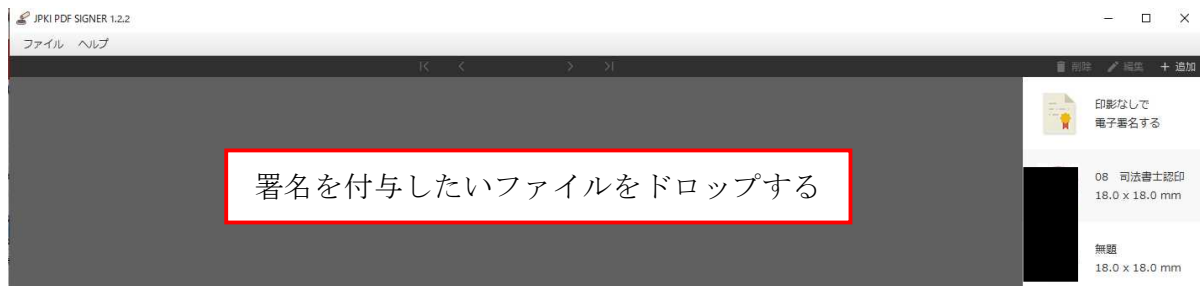 JPKI PDF SIGNER 1.2.2
ファイル ヘルプ
削除 編集 + 追加
印影なしで
電子署名する
署名を付与したいファイルをドロップする
08 司法書士認印
18.0 x 18.0 mm
無題
18.0 x 18.0 mm